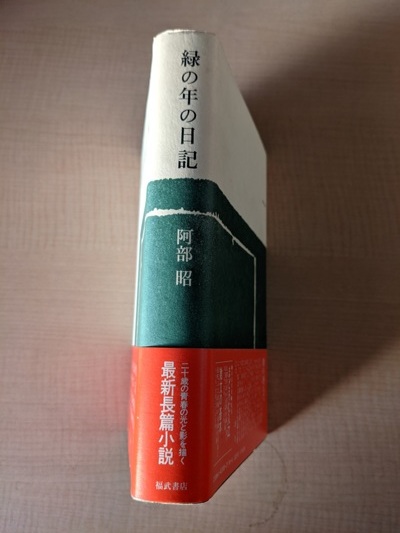 緑の年の日記
阿部 昭
二十歳の青春の光と影を描く
最新長篇小説
福武書店